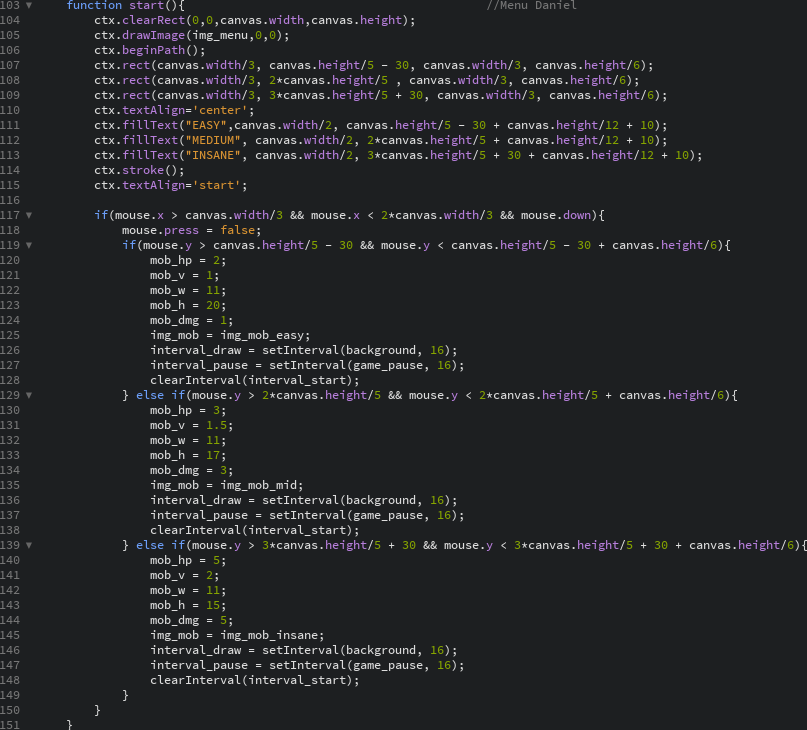 103 ▼ function start(){ //Menu Daniel
104 ctx.clearRect(0,0,canvas.width,canvas.height);
105 ctx.drawImage(img_menu,0,0);
106 ctx.beginPath();
107 ctx.rect(canvas.width/3, canvas.height/5 - 30, canvas.width/3, canvas.height/6);
108 ctx.rect(canvas.width/3, 2*canvas.height/5 , canvas.width/3, canvas.height/6);
109 ctx.rect(canvas.width/3, 3*canvas.height/5 + 30, canvas.width/3, canvas.height/6);
110 ctx.textAlign='center';
111 ctx.fillText("EASY",canvas.width/2, canvas.height/5 - 30 + canvas.height/12 + 10);
112 ctx.fillText("MEDIUM", canvas.width/2, 2*canvas.height/5 + canvas.height/12 + 10);
113 ctx.fillText("INSANE", canvas.width/2, 3*canvas.height/5 + 30 + canvas.height/12 + 10);
114 ctx.stroke();
115 ctx.textAlign='start';
116
117 ▼ if(mouse.x > canvas.width/3 && mouse.x < 2*canvas.width/3 && mouse.down){
118 mouse.press = false;
119 ▼ if(mouse.y > canvas.height/5 - 30 && mouse.y < canvas.height/5 - 30 + canvas.height/6){
120 mob_hp = 2;
121 mob_v = 1;
122 mob_w = 11;
123 mob_h = 20;
124 mob_dmg = 1;
125 img_mob = img_mob_easy;
126 interval_draw = setInterval(background, 16);
127 interval_pause = setInterval(game_pause, 16);
128 clearInterval(interval_start);
129 ▼ } else if(mouse.y > 2*canvas.height/5 && mouse.y < 2*canvas.height/5 + canvas.height/6){
130 mob_hp = 3;
131 mob_v = 1.5;
132 mob_w = 11;
133 mob_h = 17;
134 mob_dmg = 3;
135 img_mob = img_mob_mid;
136 interval_draw = setInterval(background, 16);
137 interval_pause = setInterval(game_pause, 16);
138 clearInterval(interval_start);
139 ▼ } else if(mouse.y > 3*canvas.height/5 + 30 && mouse.y < 3*canvas.height/5 + 30 + canvas.height/6){
140 mob_hp = 5;
141 mob_v = 2;
142 mob_w = 11;
143 mob_h = 15;
144 mob_dmg = 5;
145 img_mob = img_mob_insane;
146 interval_draw = setInterval(background, 16);
147 interval_pause = setInterval(game_pause, 16);
148 clearInterval(interval_start);
149 }
150 }
151 }